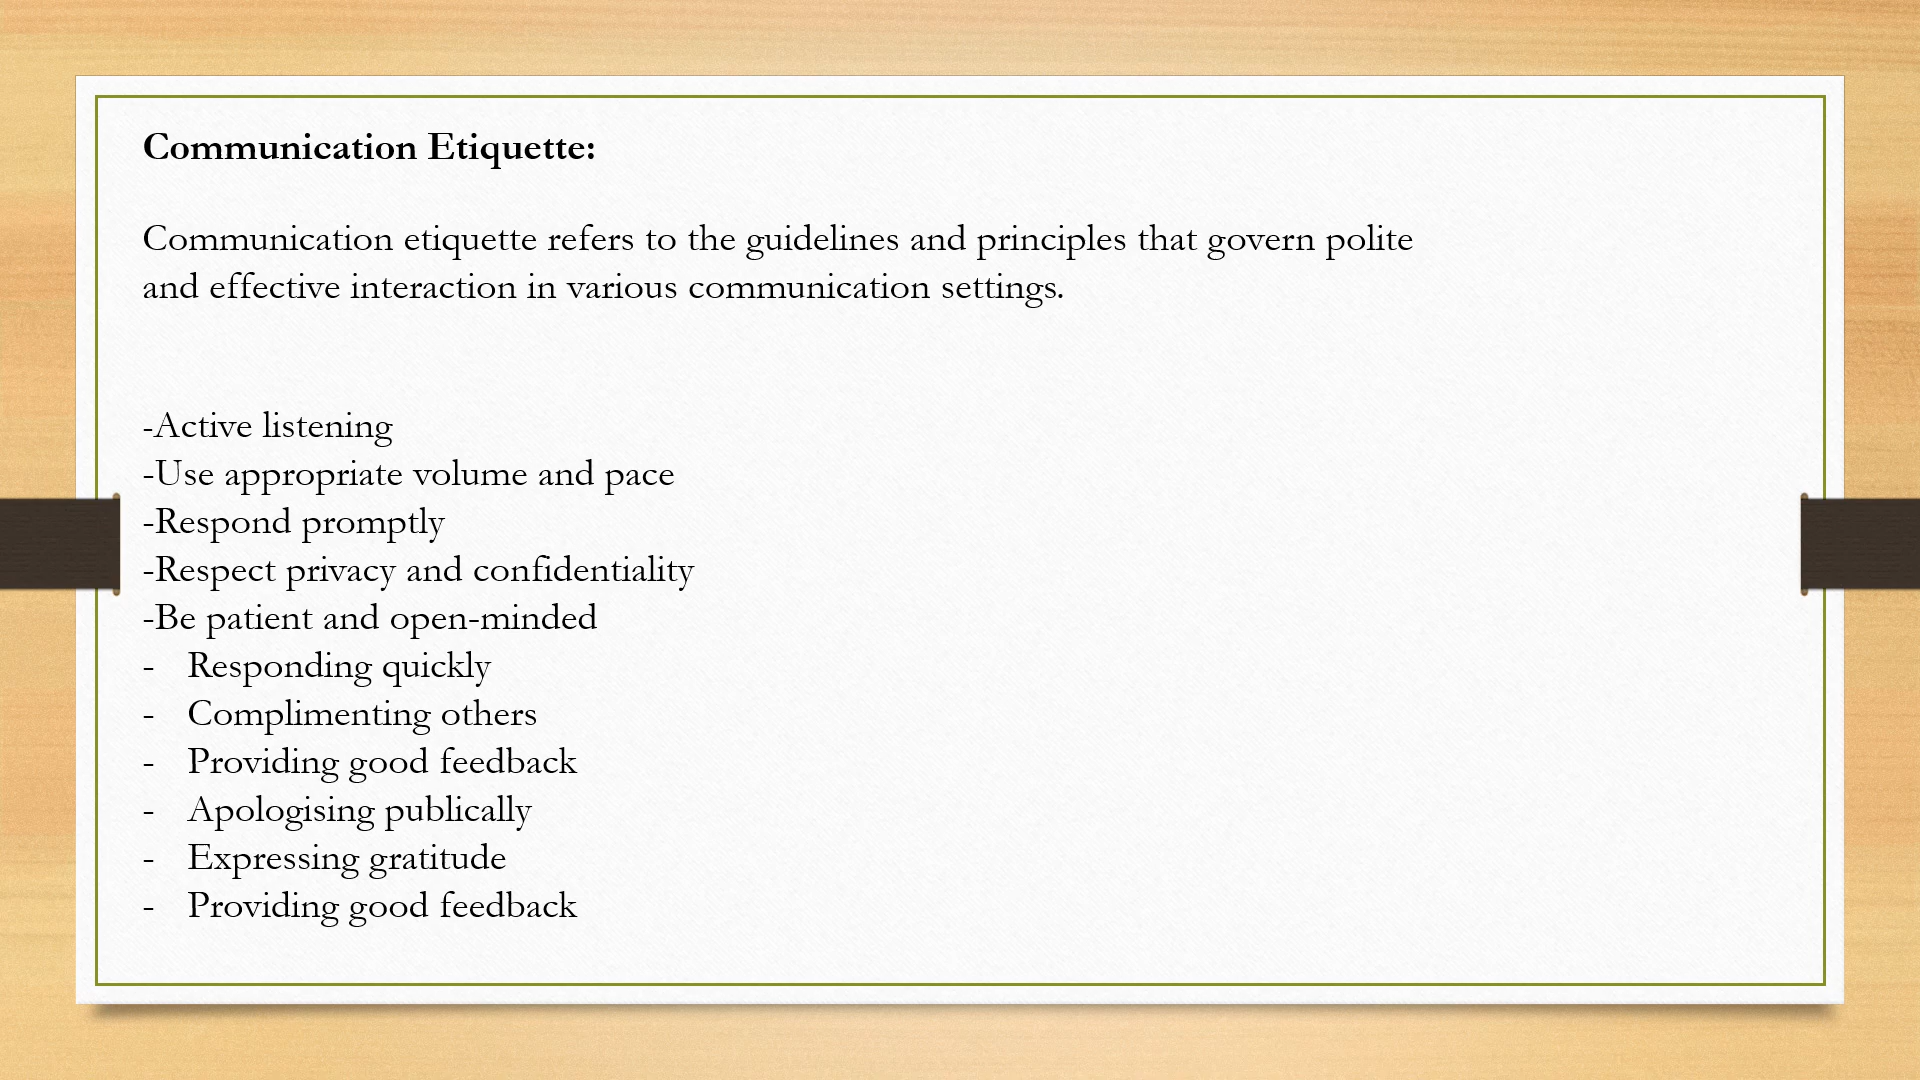 Communication Etiquette:
Communication etiquette refers to the guidelines and principles that govern polite
and effective interaction in various communication settings.
-Active listening
-Use appropriate volume and pace
-Respond promptly
-Respect privacy and confidentiality
-Be patient and open-minded
- Responding quickly
- Complimenting others
- Providing good feedback
- Apologising publically
- Expressing gratitude
- Providing good feedback